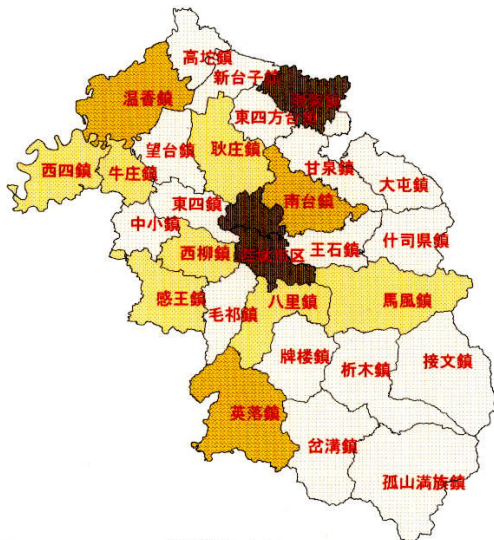 高坨鎮
新台子鎮
温香鎮
東四方台鎮
望台鎮
耿庄鎮
甘泉鎮
西四鎮
牛庄鎮
大屯鎮
東四鎮
南台鎮
中小鎮
什司県鎮
西柳鎮
王石鎮
感王鎮
毛祁鎮
八里鎮
馬風鎮
牌楼鎮
析木鎮
接文鎮
英落鎮
岔溝鎮
孤山満族鎮